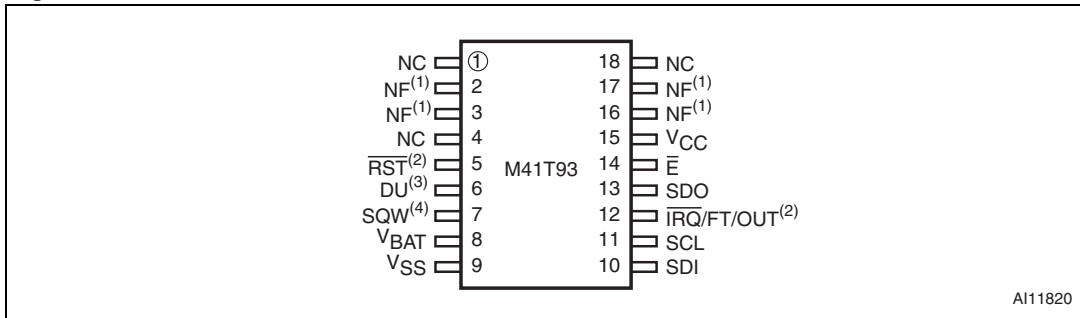 NC 1 18 NC
NF(1) 2 17 NF(1)
NF(1) 3 16 NF(1)
NC 4 15 VCC
R̅S̅T̅(2) 5 M41T93 14 E̅
DU(3) 6 13 SDO
SQW(4) 7 12 I̅R̅Q̅/FT/OUT(2)
VBAT 8 11 SCL
VSS 9 10 SDI
AI11820